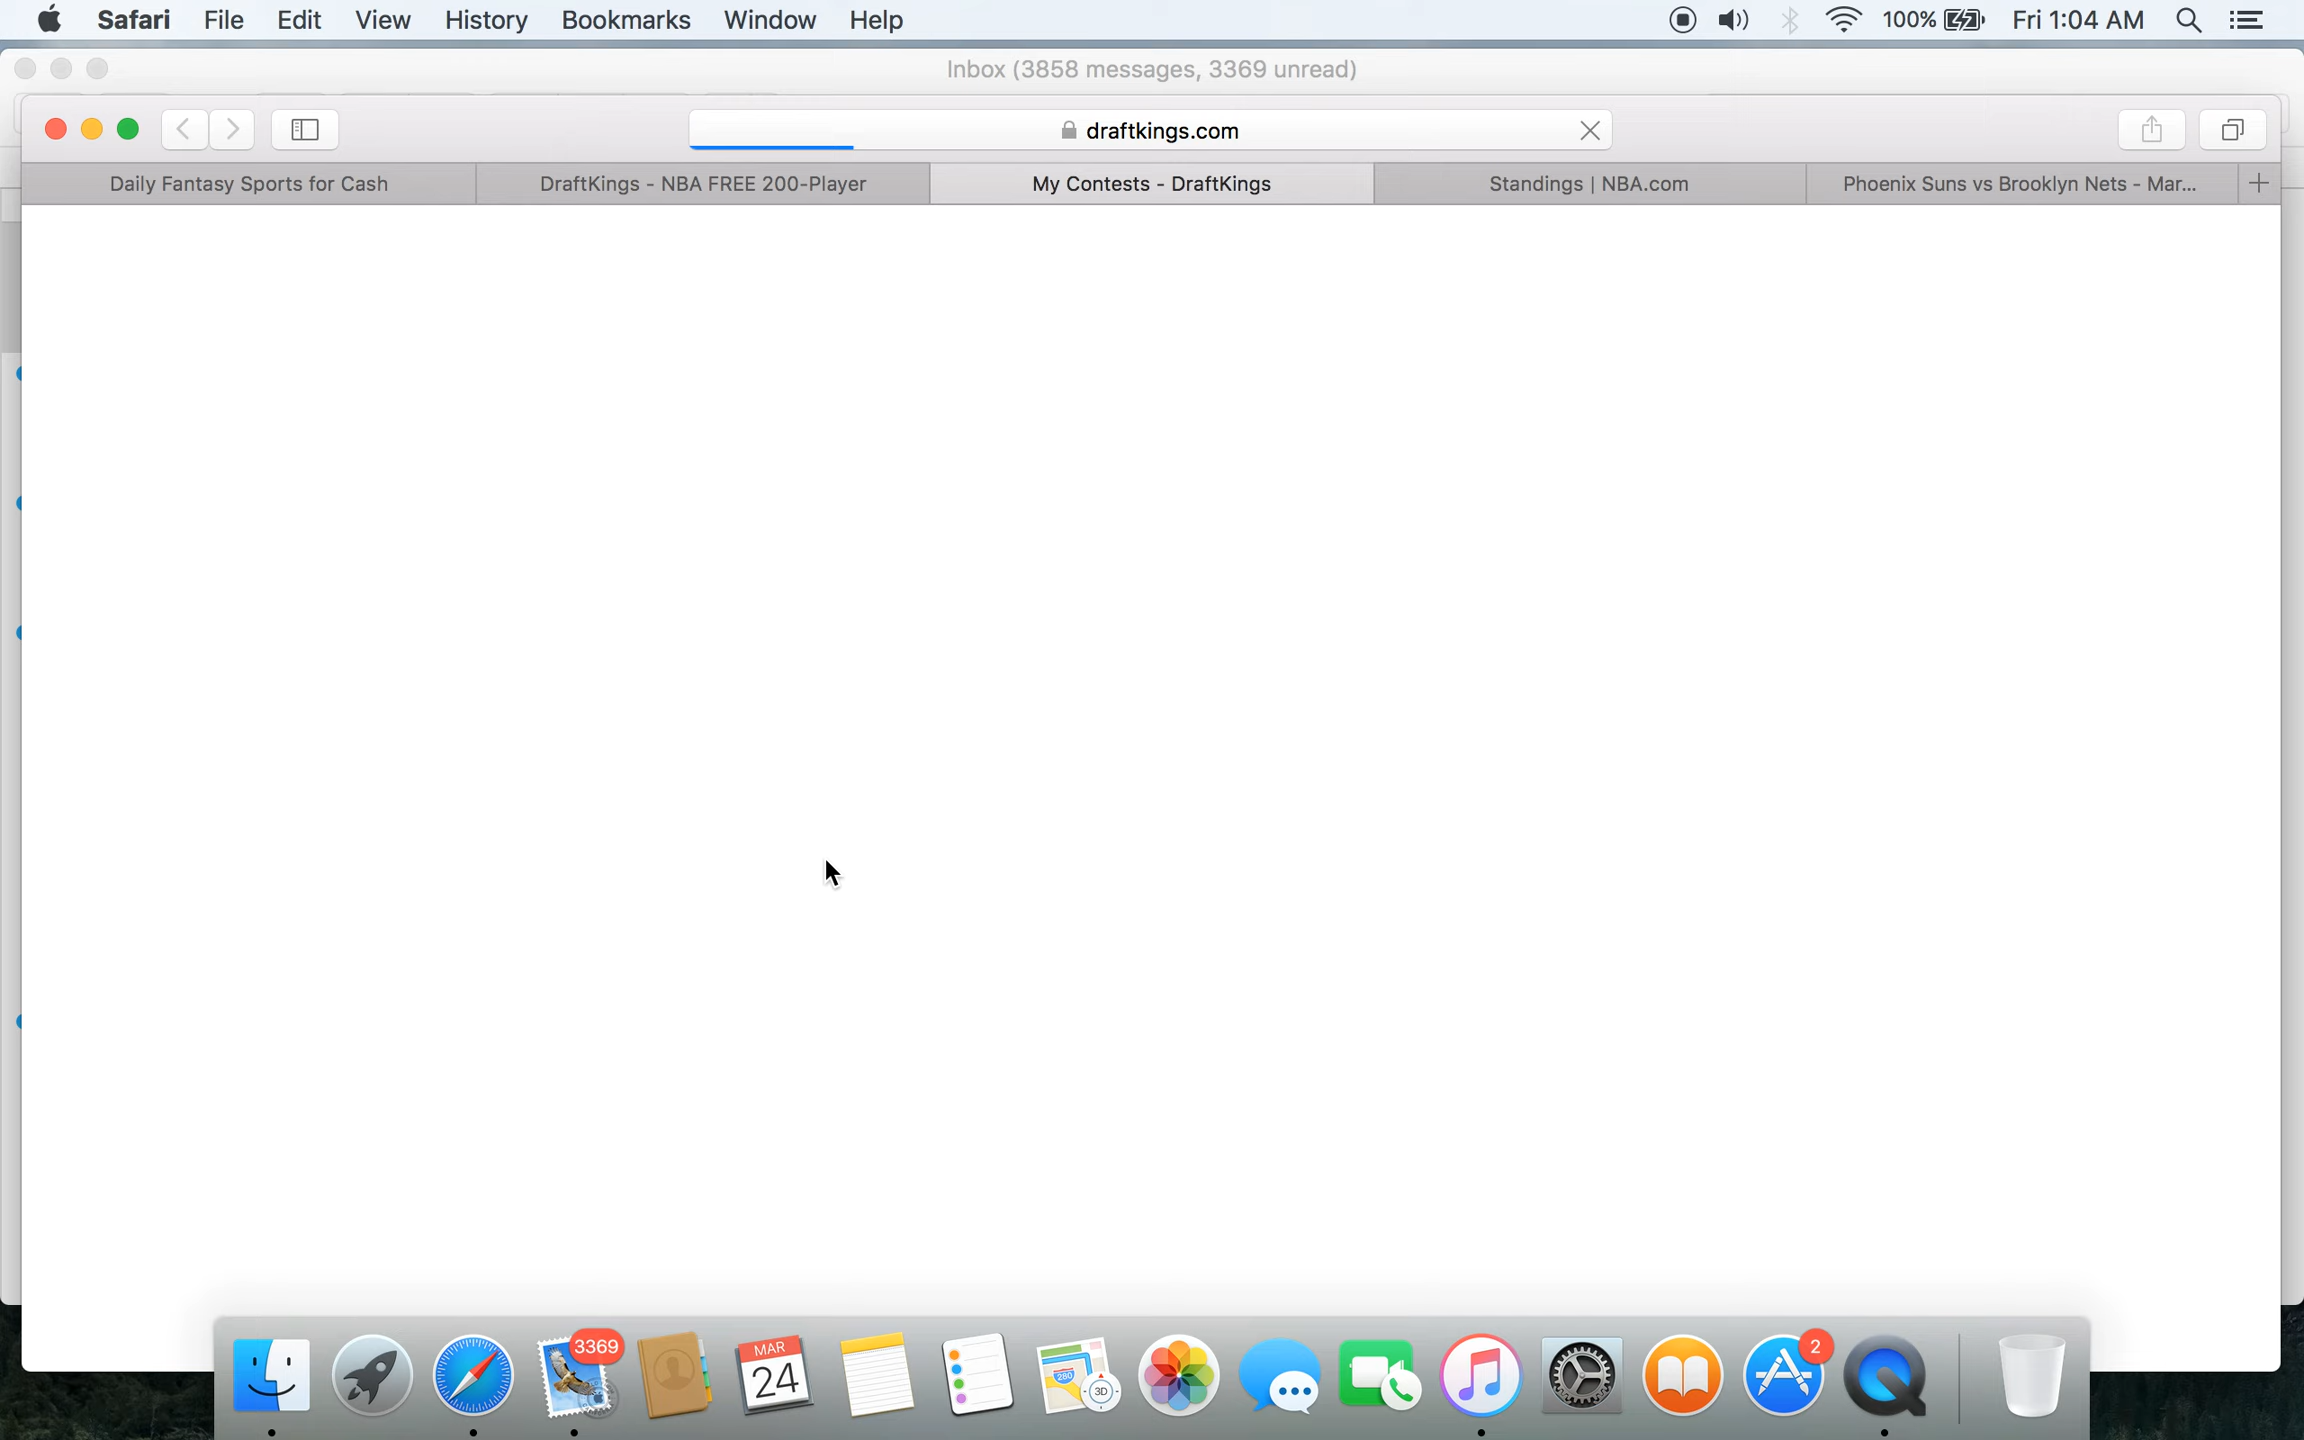 Safari File Edit View History Bookmarks Window Help 100% Fri 1:04 AM
Inbox (3858 messages, 3369 unread)
draftkings.com
Daily Fantasy Sports for Cash DraftKings - NBA FREE 200-Player My Contests - DraftKings Standings | NBA.com Phoenix Suns vs Brooklyn Nets - Mar...
3369 MAR 24 280 3D 2